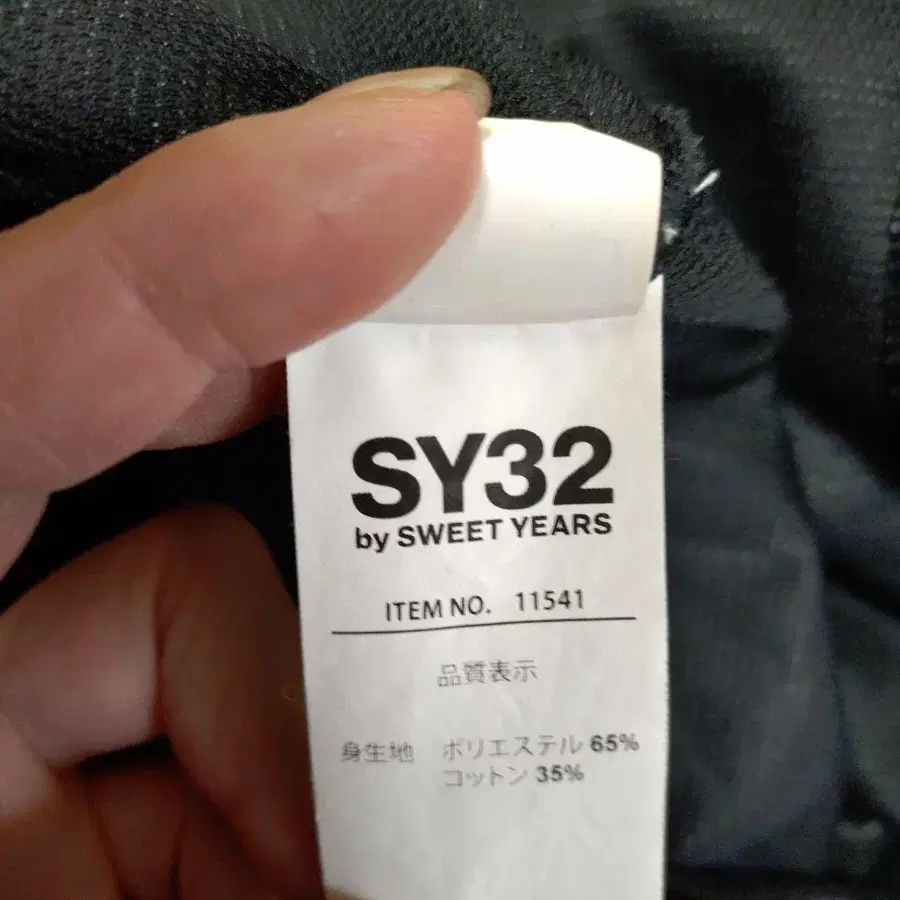 SY32
by SWEET YEARS
ITEM NO. 11541
品質表示
身生地 ポリエステル 65%
コットン 35%